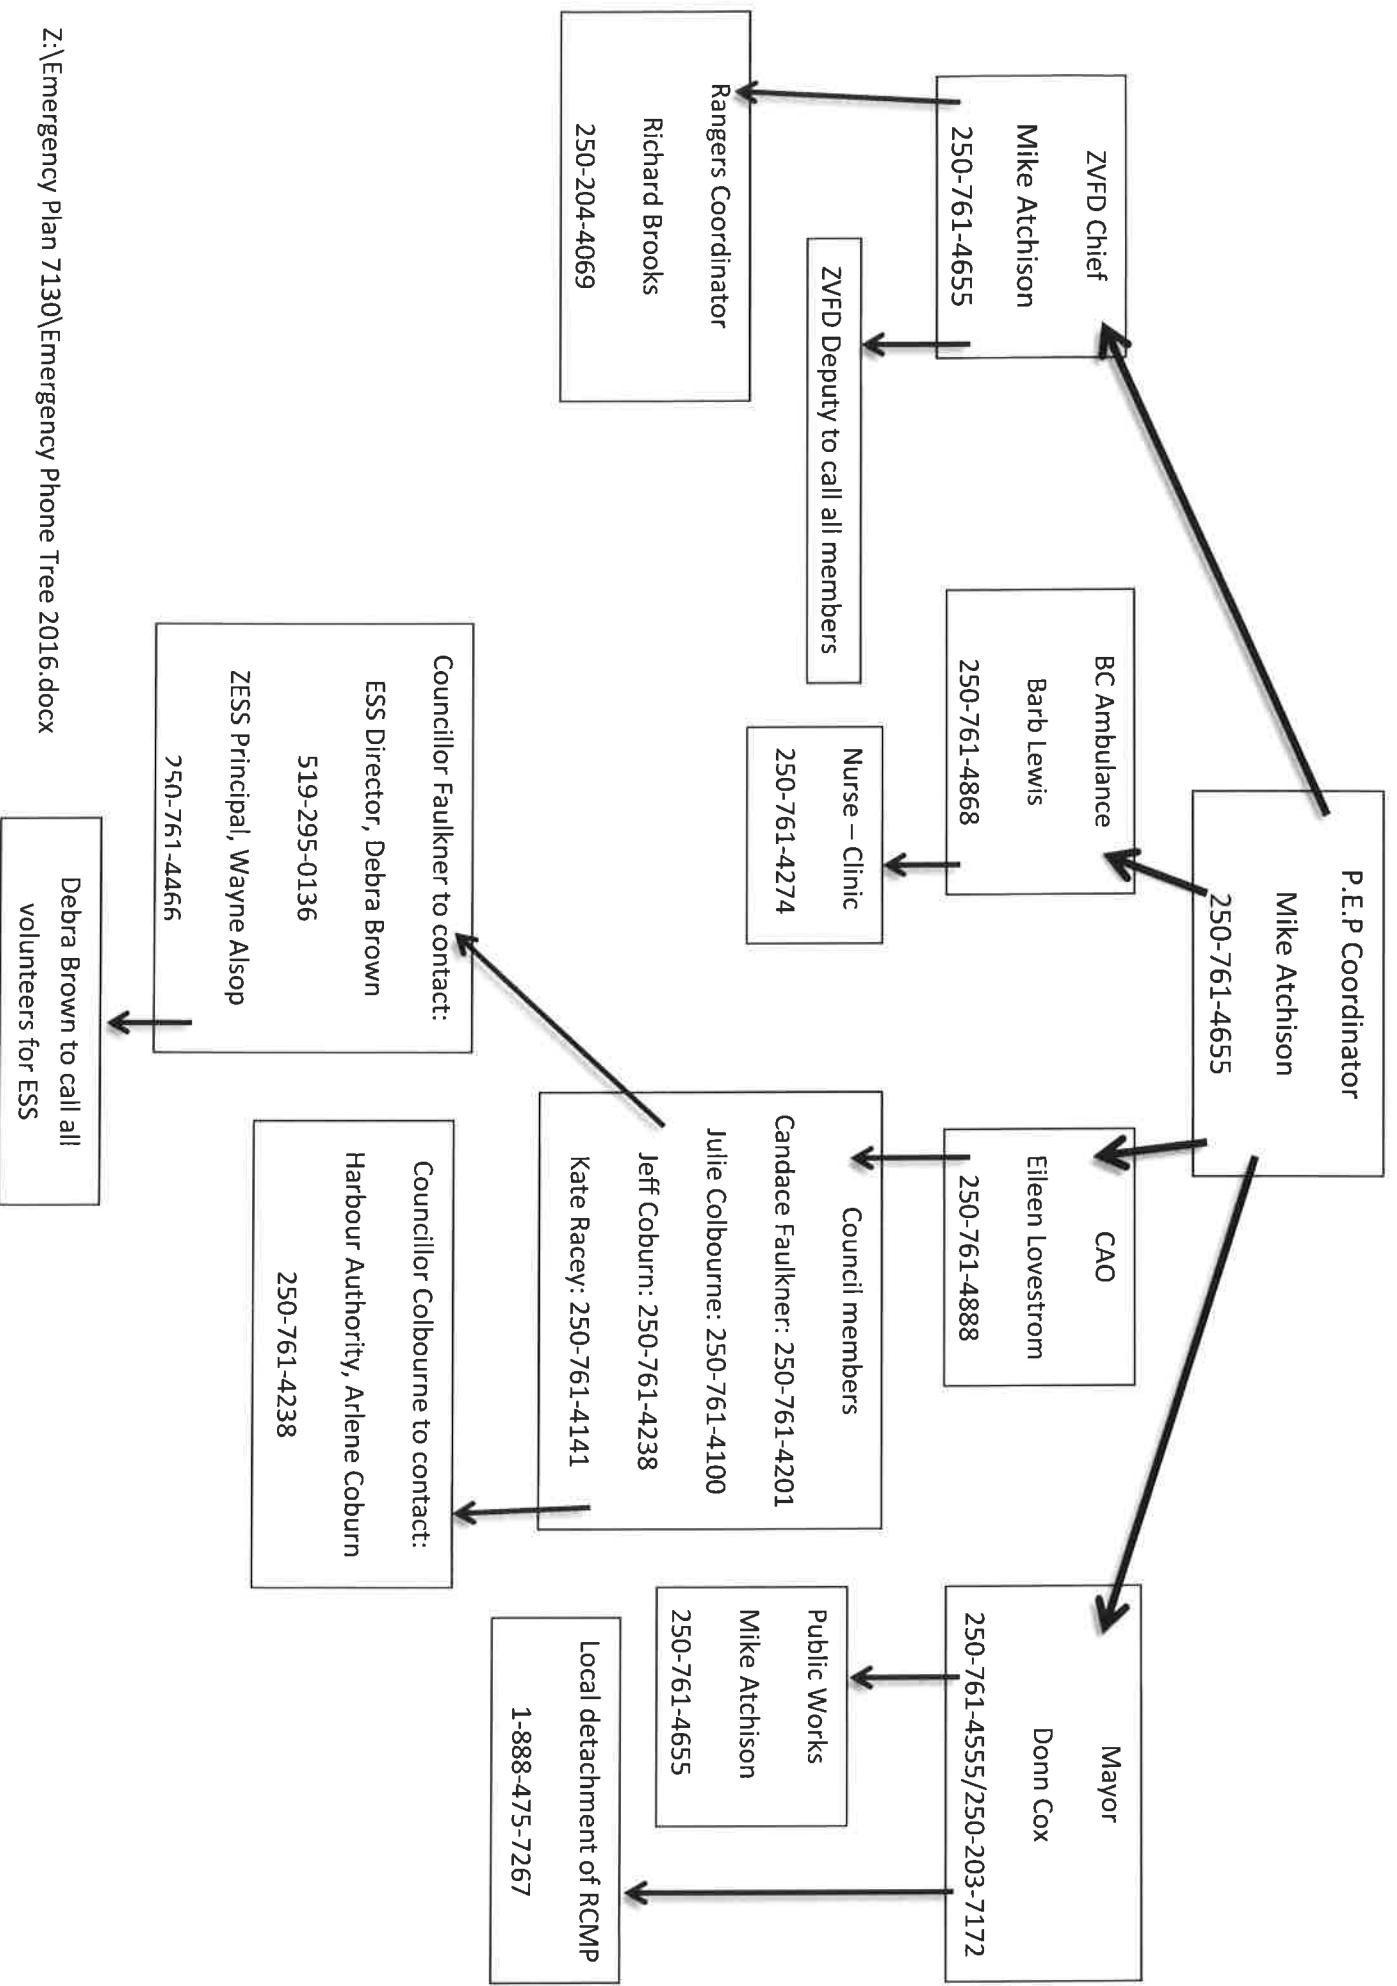 P.E.P Coordinator
Mike Atchison
250-761-4655
ZVFD Chief
Mike Atchison
250-761-4655
BC Ambulance
Barb Lewis
250-761-4868
CAO
Eileen Lovestrom
250-761-4888
Mayor
Donn Cox
250-761-4555/250-203-7172
ZVFD Deputy to call all members
Rangers Coordinator
Richard Brooks
250-204-4069
Nurse – Clinic
250-761-4274
Council members
Candace Faulkner: 250-761-4201
Julie Colbourne: 250-761-4100
Jeff Coburn: 250-761-4238
Kate Racey: 250-761-4141
Public Works
Mike Atchison
250-761-4655
Local detachment of RCMP
1-888-475-7267
Councillor Faulkner to contact:
ESS Director, Debra Brown
519-295-0136
ZESS Principal, Wayne Alsop
250-761-4466
Councillor Colbourne to contact:
Harbour Authority, Arlene Coburn
250-761-4238
Debra Brown to call all
volunteers for ESS
Z:\Emergency Plan 7130\Emergency Phone Tree 2016.docx